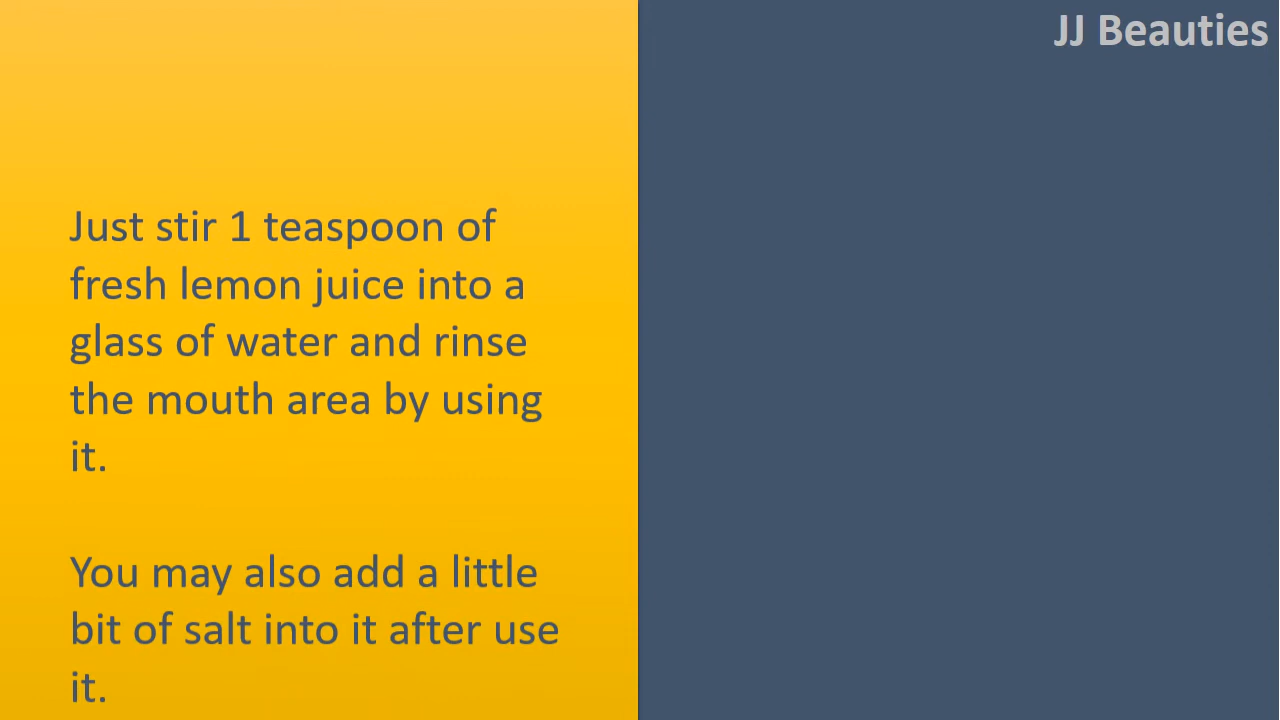 JJ Beauties
Just stir 1 teaspoon of
fresh lemon juice into a
glass of water and rinse
the mouth area by using
it.
You may also add a little
bit of salt into it after use
it.